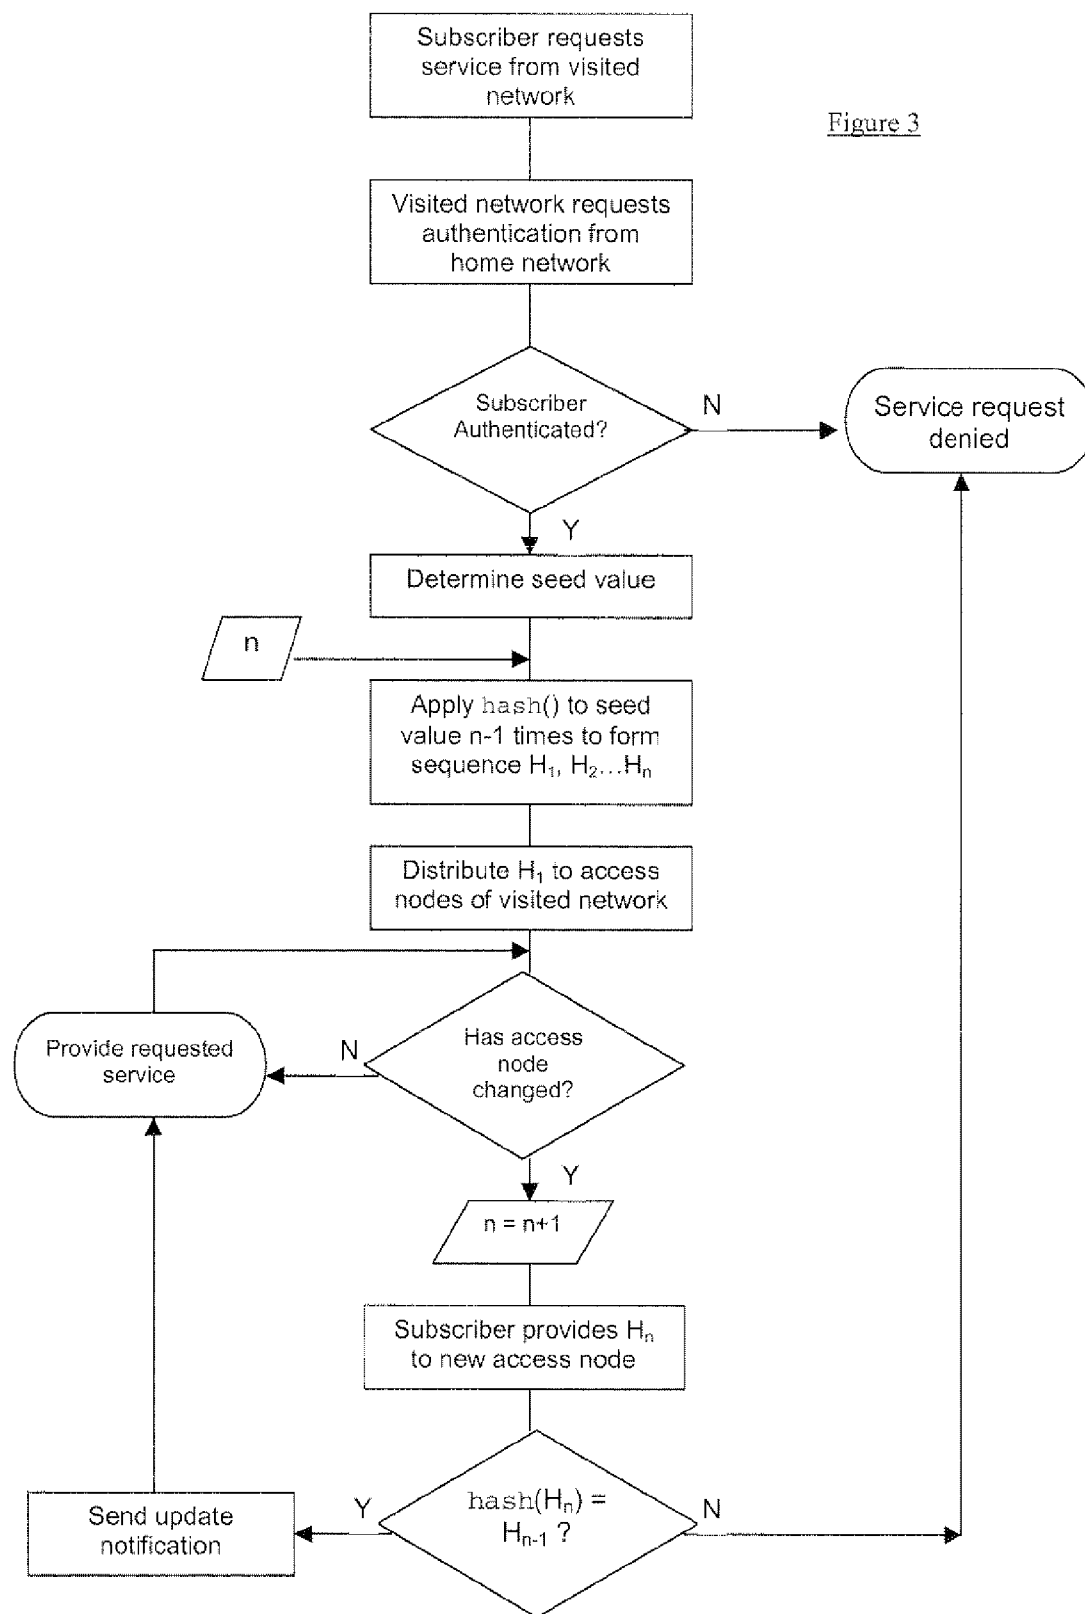 Subscriber requests
service from visited
network
Figure 3
Visited network requests
authentication from
home network
Subscriber
Authenticated?
N
Service request
denied
Y
Determine seed value
n
Apply hash() to seed
value n-1 times to form
sequence H₁, H₂...Hₙ
Distribute H₁ to access
nodes of visited network
Provide requested
service
N
Has access
node
changed?
Y
n = n+1
Subscriber provides Hₙ
to new access node
Send update
notification
Y
hash(Hₙ) =
Hₙ₋₁ ?
N